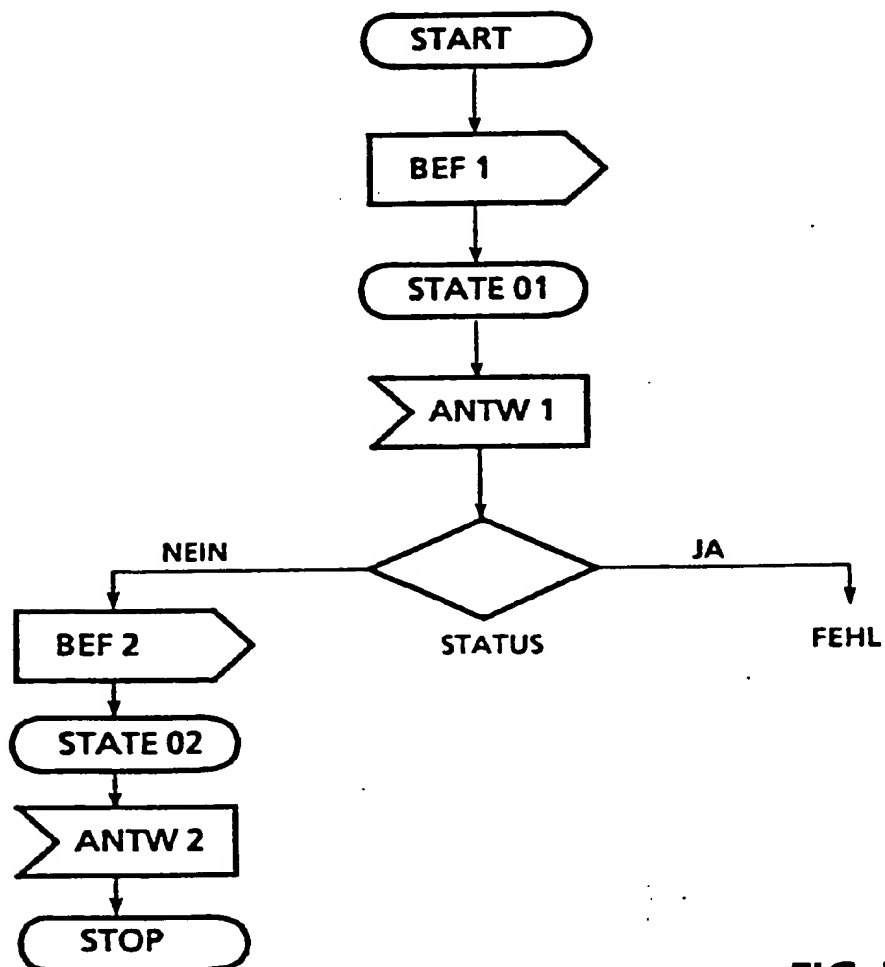 START
BEF 1
STATE 01
ANTW 1
NEIN
JA
STATUS
FEHL
BEF 2
STATE 02
ANTW 2
STOP